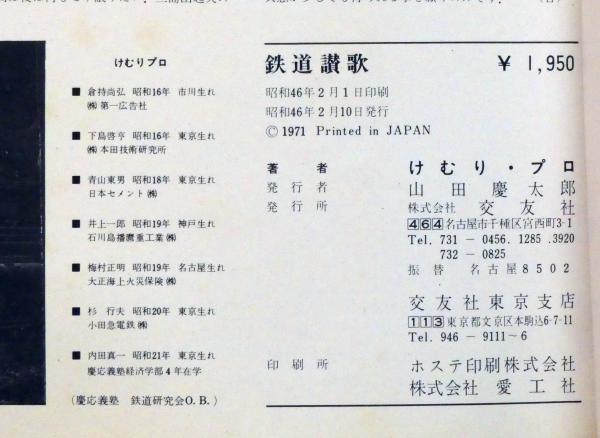 けむりプロ
■ 倉持尚弘 昭和16年 市川生れ
㈱ 第一広告社
■ 下島啓亨 昭和16年 東京生れ
㈱ 本田技術研究所
■ 青山東男 昭和18年 東京生れ
日本セメント ㈱
■ 井上一郎 昭和19年 神戸生れ
石川島播磨重工業 ㈱
■ 梅村正明 昭和19年 名古屋生れ
大正海上火災保険 ㈱
■ 杉 行夫 昭和20年 東京生れ
小田急電鉄 ㈱
■ 内田真一 昭和21年 東京生れ
慶応義塾経済学部4年在学
(慶応義塾 鉄道研究会O.B.)
鉄道讃歌 ¥ 1,950
昭和46年2月1日印刷
昭和46年2月10日発行
© 1971 Printed in JAPAN
著者 けむり・プロ
発行者 山田慶太郎
発行所 株式会社 交友社
464 名古屋市千種区宮西町3-1
Tel. 731 - 0456. 1285 .3920
732 - 0825
振替 名古屋8502
交友社東京支店
113 東京都文京区本駒込6-7-11
Tel. 946 - 9111~6
印刷所 ホステ印刷株式会社
株式会社 愛工社